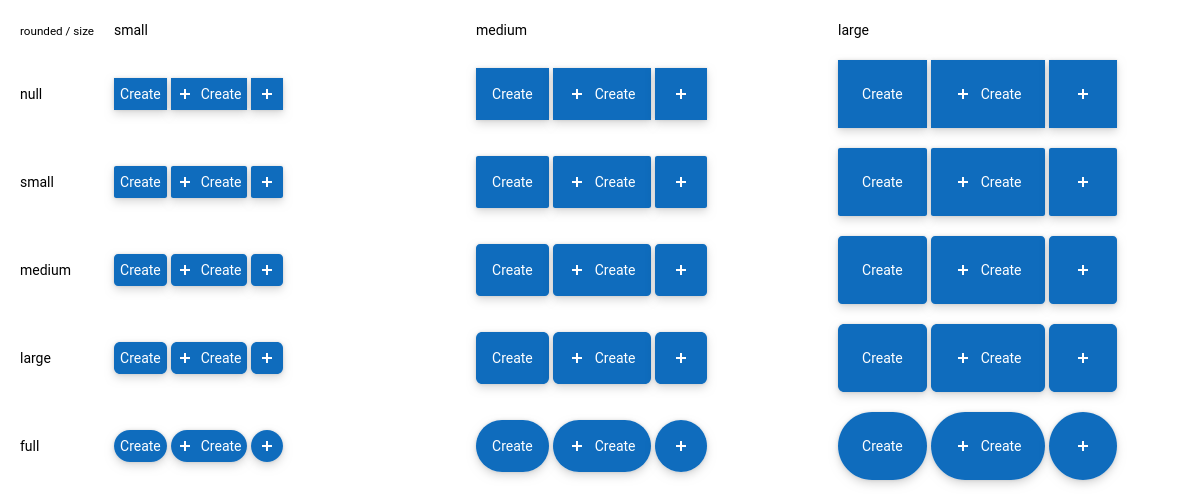 rounded / size small medium large
null Create + Create + Create + Create + Create + Create +
small Create + Create + Create + Create + Create + Create +
medium Create + Create + Create + Create + Create + Create +
large Create + Create + Create + Create + Create + Create +
full Create + Create + Create + Create + Create + Create +